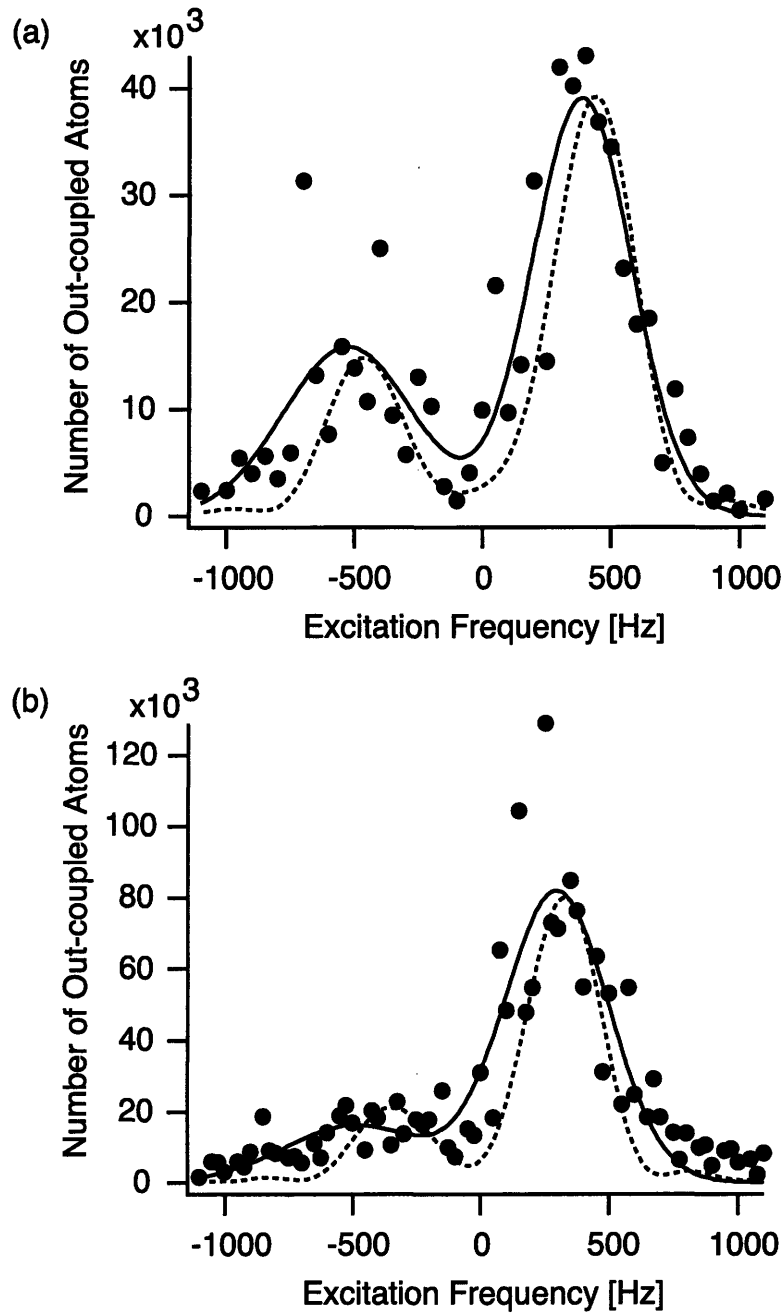 (a)
x10³
Number of Out-coupled Atoms
40
30
20
10
0
-1000 -500 0 500 1000
Excitation Frequency [Hz]
(b)
x10³
Number of Out-coupled Atoms
120
100
80
60
40
20
0
-1000 -500 0 500 1000
Excitation Frequency [Hz]